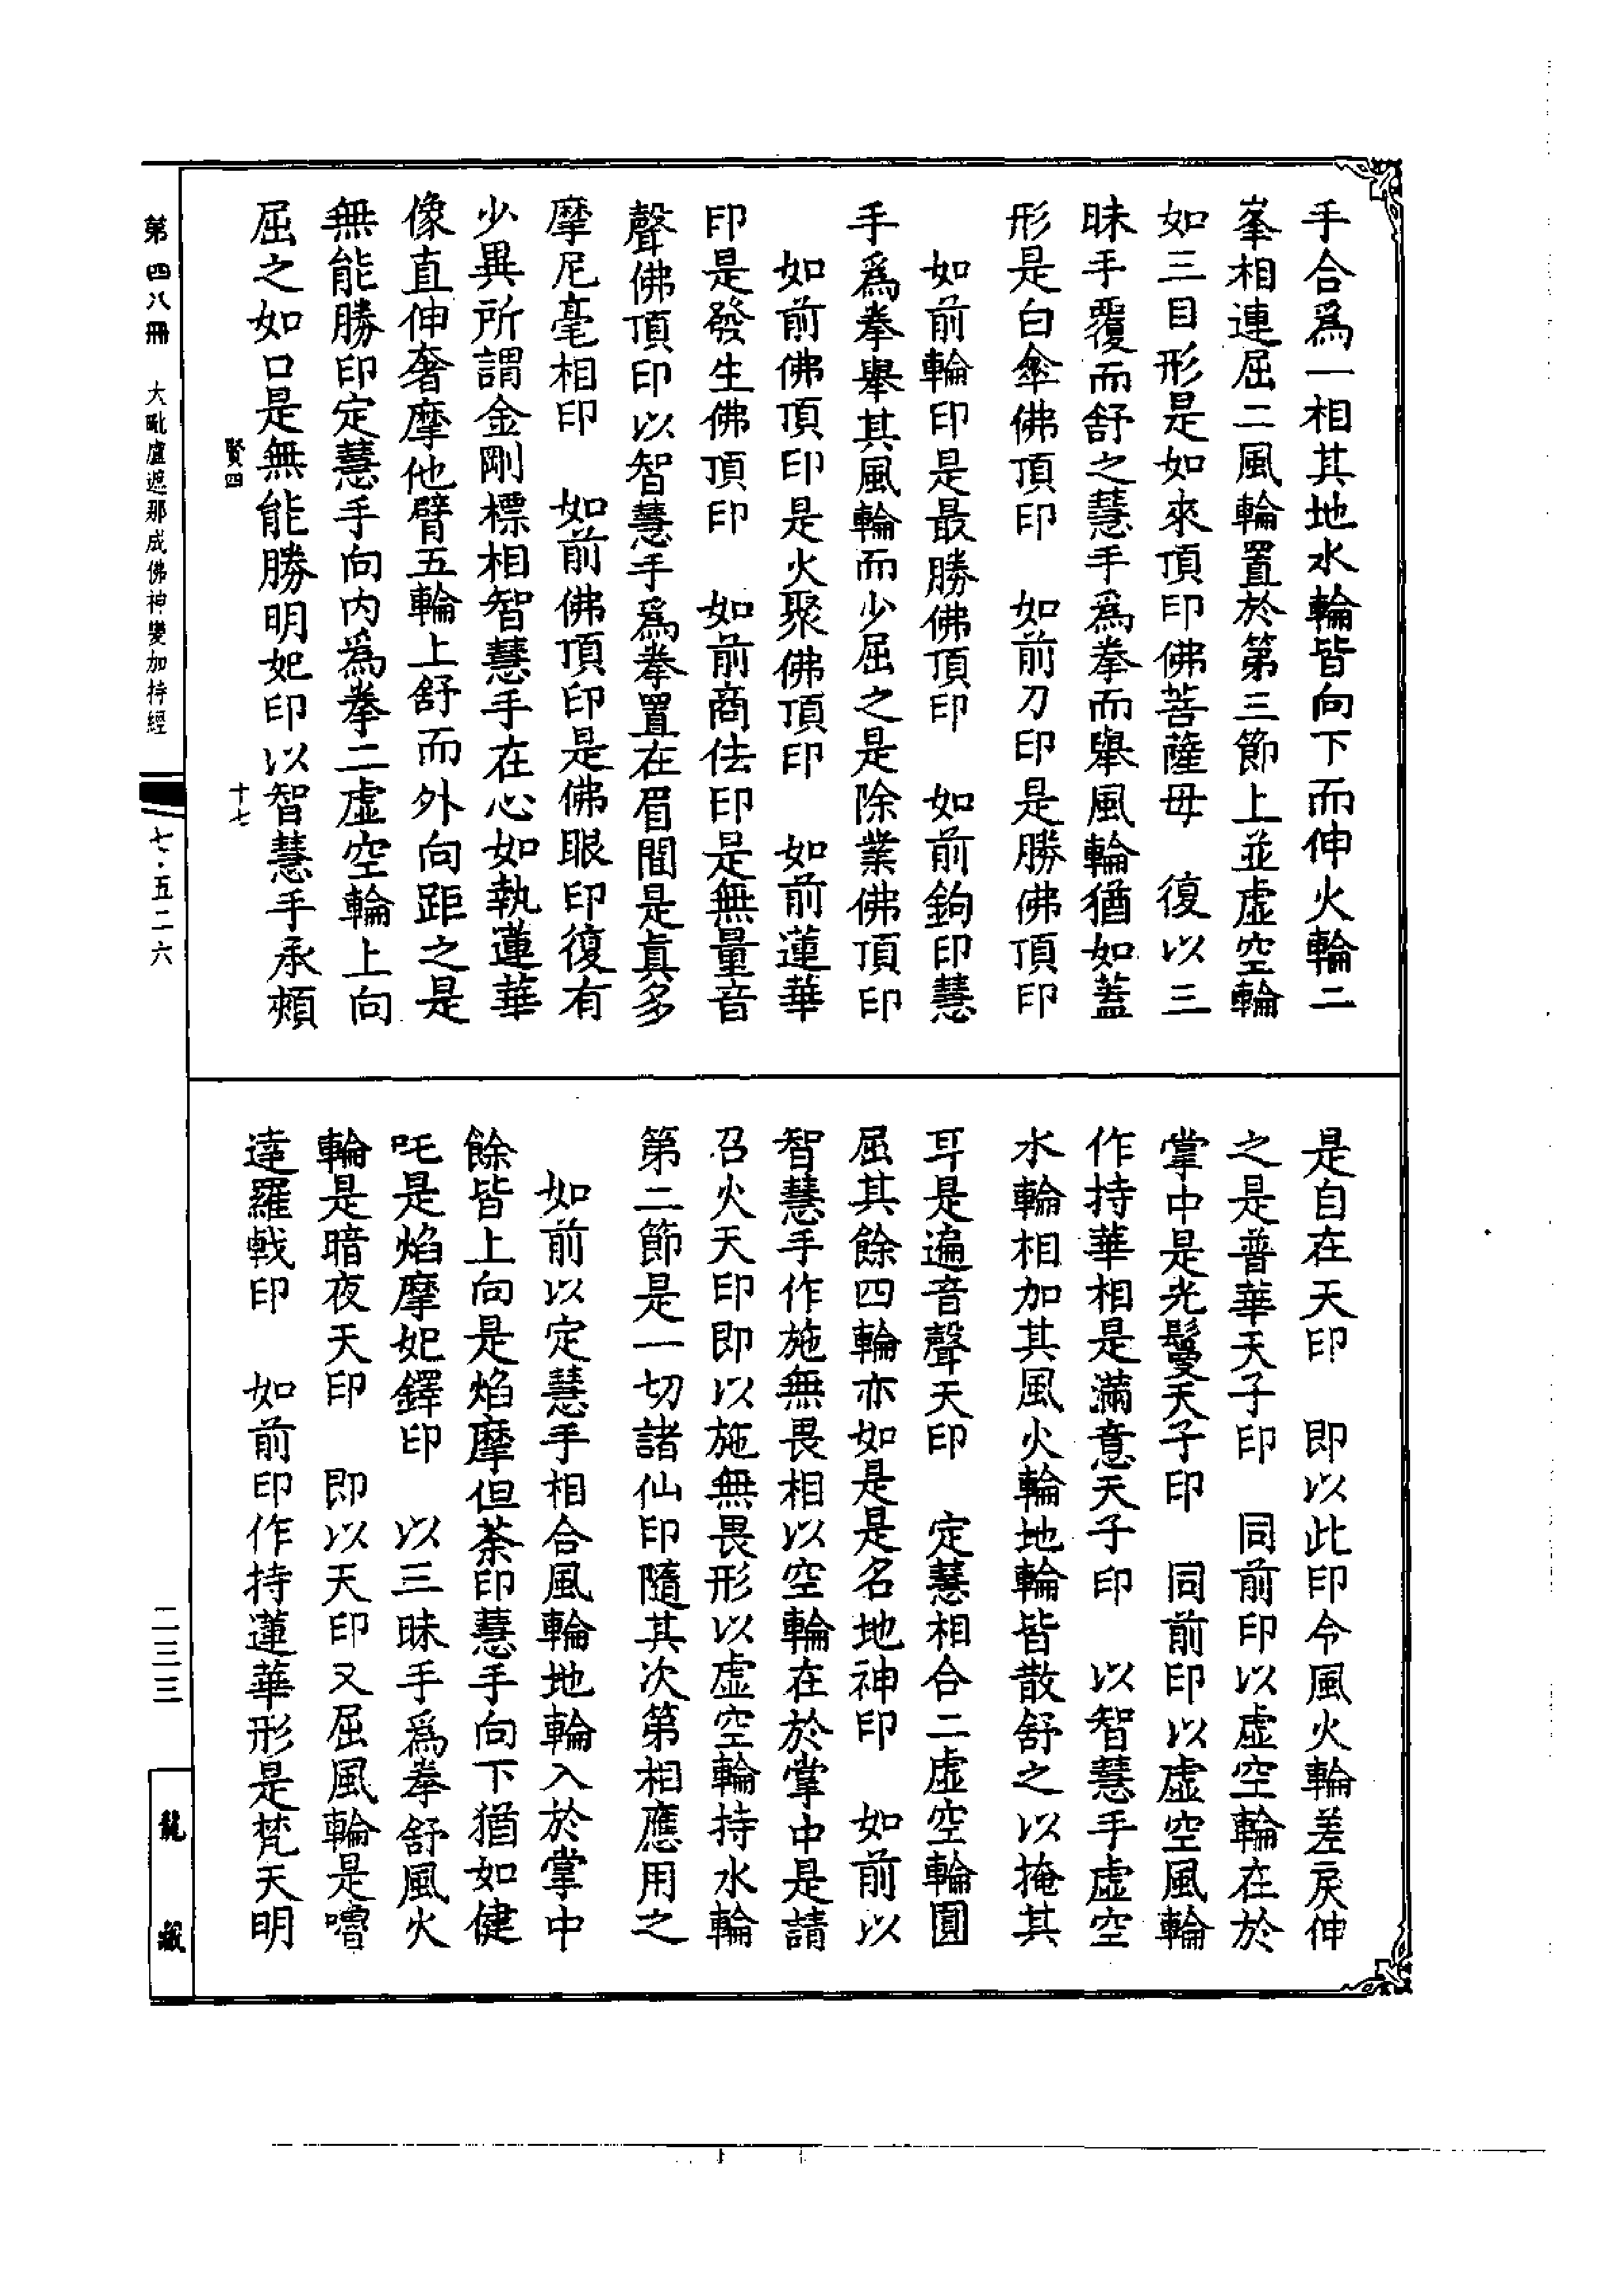 手合爲一相其地水輪皆向下而伸火輪二
峯相連屈二風輪置於第三節上並虛空輪
如三目形是如來頂印佛菩薩母　復以三
昧手覆而舒之慧手爲拳而舉風輪猶如蓋
形是白傘佛頂印　如前刀印是勝佛頂印
如前輪印是最勝佛頂印　如前鉤印慧
手爲拳舉其風輪而少屈之是除業佛頂印
如前佛頂印是火聚佛頂印　如前蓮華
印是發生佛頂印　如前商佉印是無量音
聲佛頂印以智慧手爲拳置在眉間是真多
摩尼毫相印　如前佛頂印是佛眼印復有
少異所謂金剛標相智慧手在心如執蓮華
像直伸奢摩他臂五輪上舒而外向距之是
無能勝印定慧手向內爲拳二虛空輪上向
屈之如口是無能勝明妃印以智慧手承頰
賢四　十七
是自在天印　即以此印令風火輪差戾伸
之是普華天子印　同前印以虛空輪在於
掌中是光鬘天子印　同前印以虛空風輪
作持華相是滿意天子印　以智慧手虛空
水輪相加其風火輪地輪皆散舒之以掩其
耳是遍音聲天印　定慧相合二虛空輪圓
屈其餘四輪亦如是是名地神印　如前以
智慧手作施無畏相以空輪在於掌中是請
召火天印即以施無畏形以虛空輪持水輪
第二節是一切諸仙印隨其次第相應用之
如前以定慧手相合風輪地輪入於掌中
餘皆上向是焰摩但荼印慧手向下猶如健
吒是焰摩妃鐸印　以三昧手爲拳舒風火
輪是暗夜天印　即以天印又屈風輪是嚕
達羅戟印　如前印作持蓮華形是梵天明
第四八冊　大毗盧遮那成佛神變加持經
七·五二六
二三三
龍藏